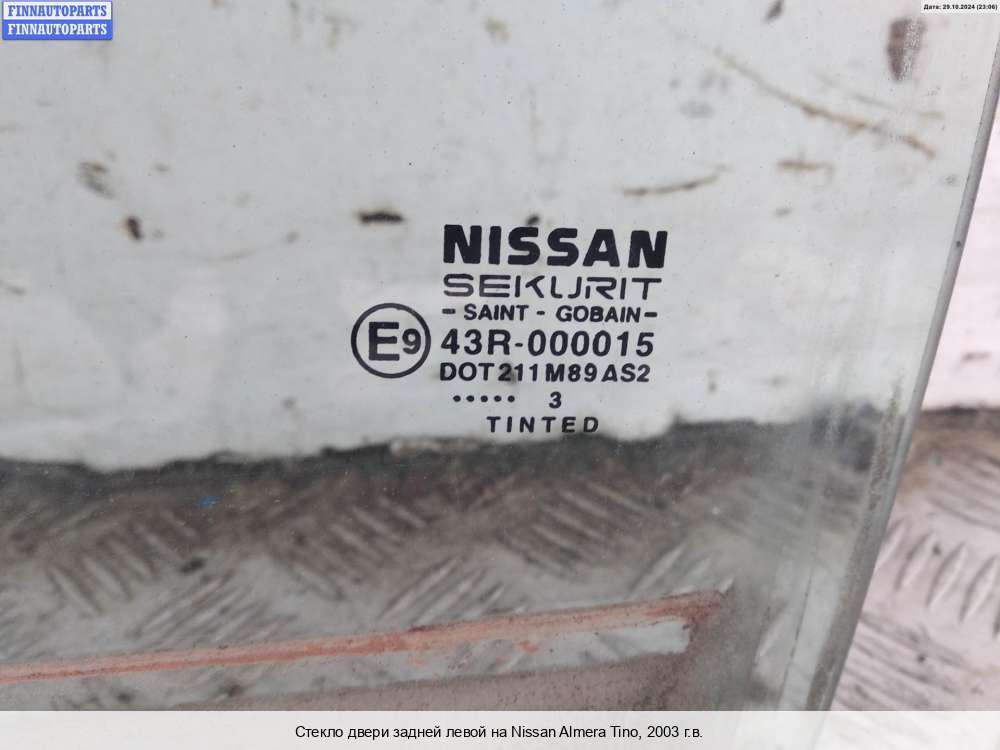 FINNAUTOPARTS
FINNAUTOPARTS
Дата: 29.10.2024 (23:06)
NISSAN
SEKURIT
- SAINT - GOBAIN -
E9 43R-000015
DOT 211 M89 AS2
..... 3
TINTED
Стекло двери задней левой на Nissan Almera Tino, 2003 г.в.